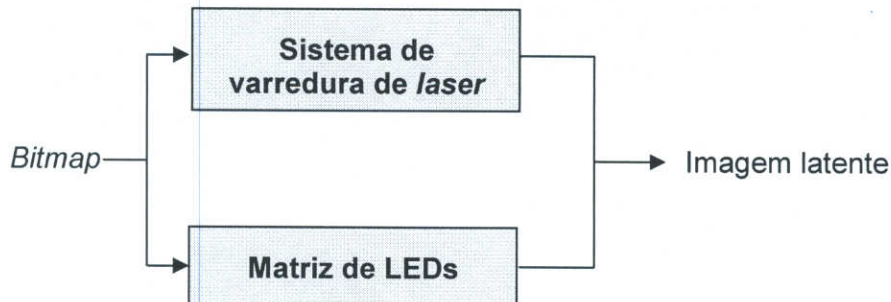 Sistema de
varredura de laser
Bitmap
Imagem latente
Matriz de LEDs